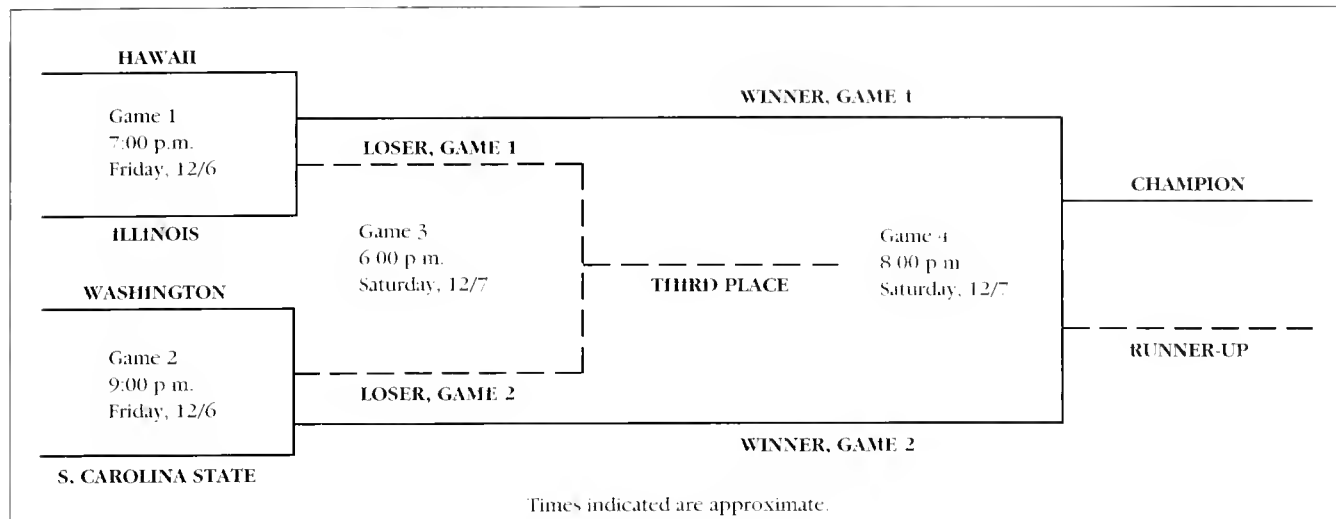 HAWAII
Game 1
7:00 p.m.
Friday, 12/6
ILLINOIS
WINNER, GAME 1
LOSER, GAME 1
Game 3
6:00 p.m.
Saturday, 12/7
THIRD PLACE
Game 4
8:00 p.m
Saturday, 12/7
CHAMPION
RUNNER-UP
WASHINGTON
Game 2
9:00 p.m.
Friday, 12/6
S. CAROLINA STATE
LOSER, GAME 2
WINNER, GAME 2
Times indicated are approximate.